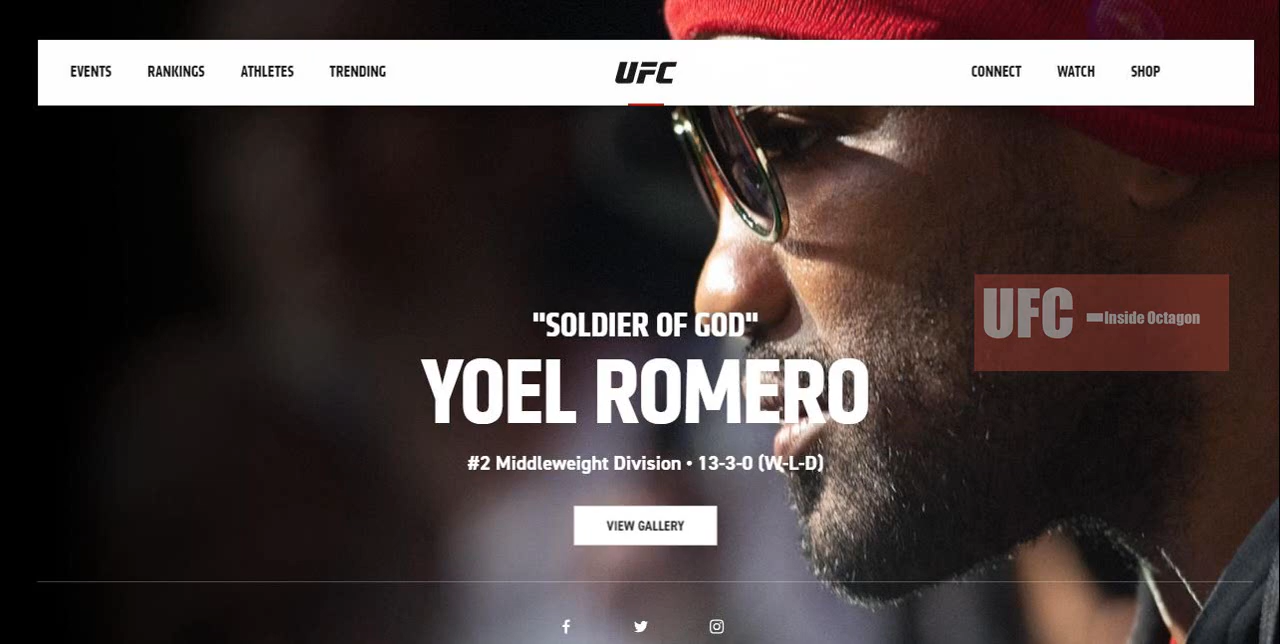 EVENTS RANKINGS ATHLETES TRENDING UFC CONNECT WATCH SHOP
UFC -Inside Octagon
"SOLDIER OF GOD"
YOEL ROMERO
#2 Middleweight Division • 13-3-0 (W-L-D)
VIEW GALLERY